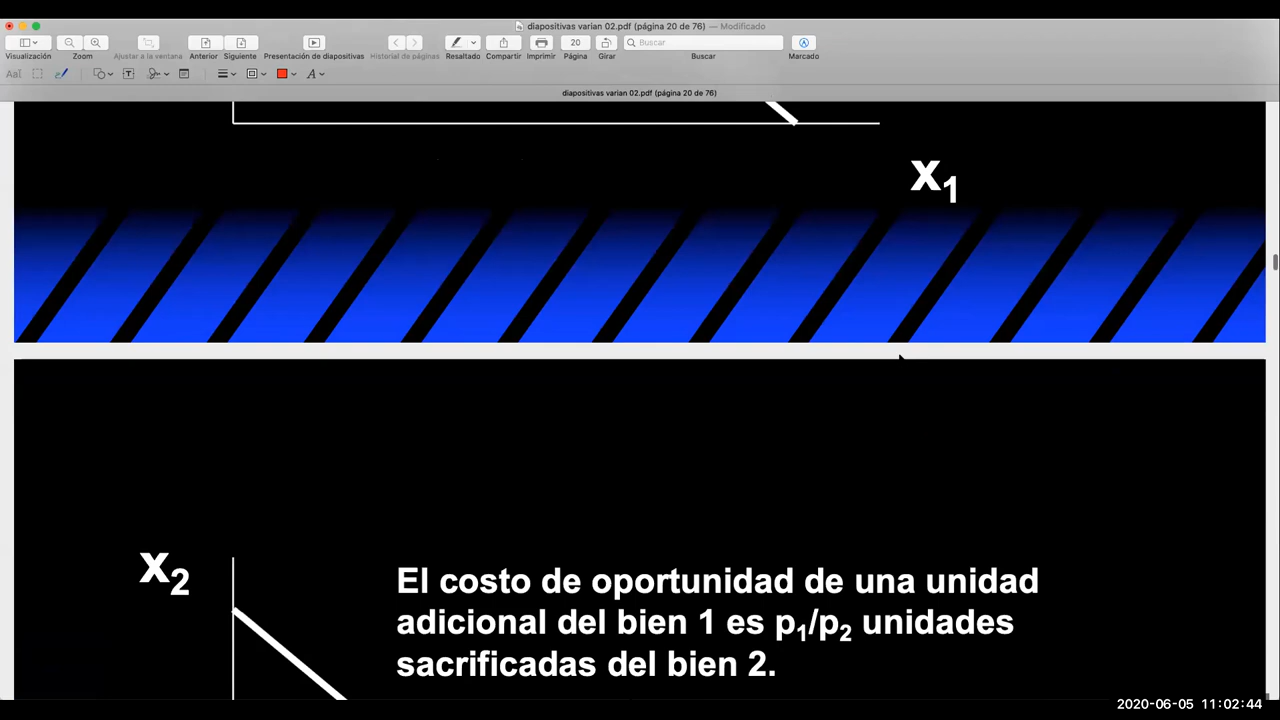 diapositivas varian 02.pdf (página 20 de 76) — Modificado
20
Buscar
Visualización Zoom Ajustar a la ventana Anterior Siguiente Presentación de diapositivas Historial de páginas Resaltado Compartir Imprimir Página Girar Buscar Marcado
diapositivas varian 02.pdf (página 20 de 76)
x₁
x₂
El costo de oportunidad de una unidad
adicional del bien 1 es p₁/p₂ unidades
sacrificadas del bien 2.
2020-06-05 11:02:44